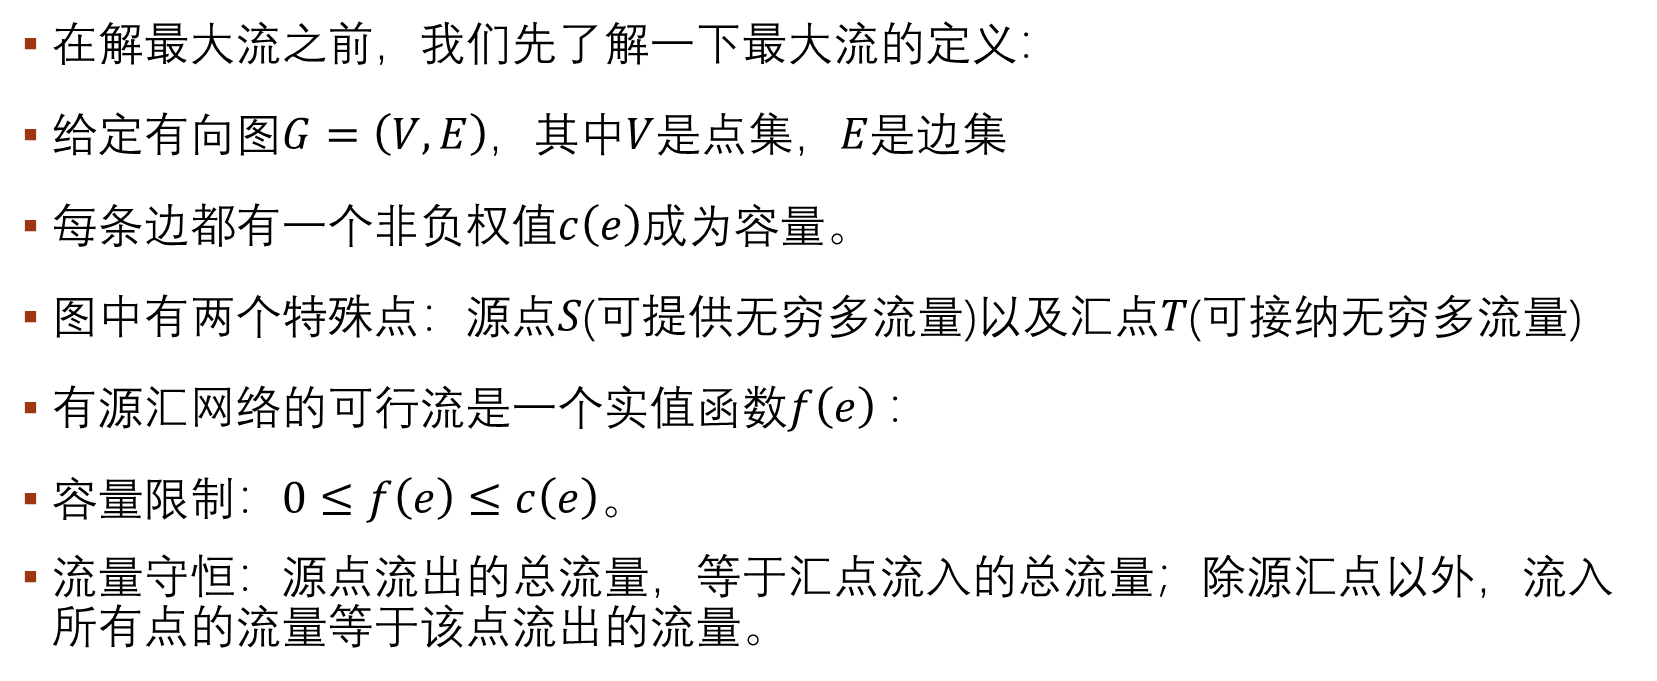 ▪ 在解最大流之前，我们先了解一下最大流的定义：
▪ 给定有向图G = (V, E)，其中V是点集，E是边集
▪ 每条边都有一个非负权值c(e)成为容量。
▪ 图中有两个特殊点：源点S(可提供无穷多流量)以及汇点T(可接纳无穷多流量)
▪ 有源汇网络的可行流是一个实值函数f(e)：
▪ 容量限制：0 ≤ f(e) ≤ c(e)。
▪ 流量守恒：源点流出的总流量，等于汇点流入的总流量；除源汇点以外，流入
所有点的流量等于该点流出的流量。